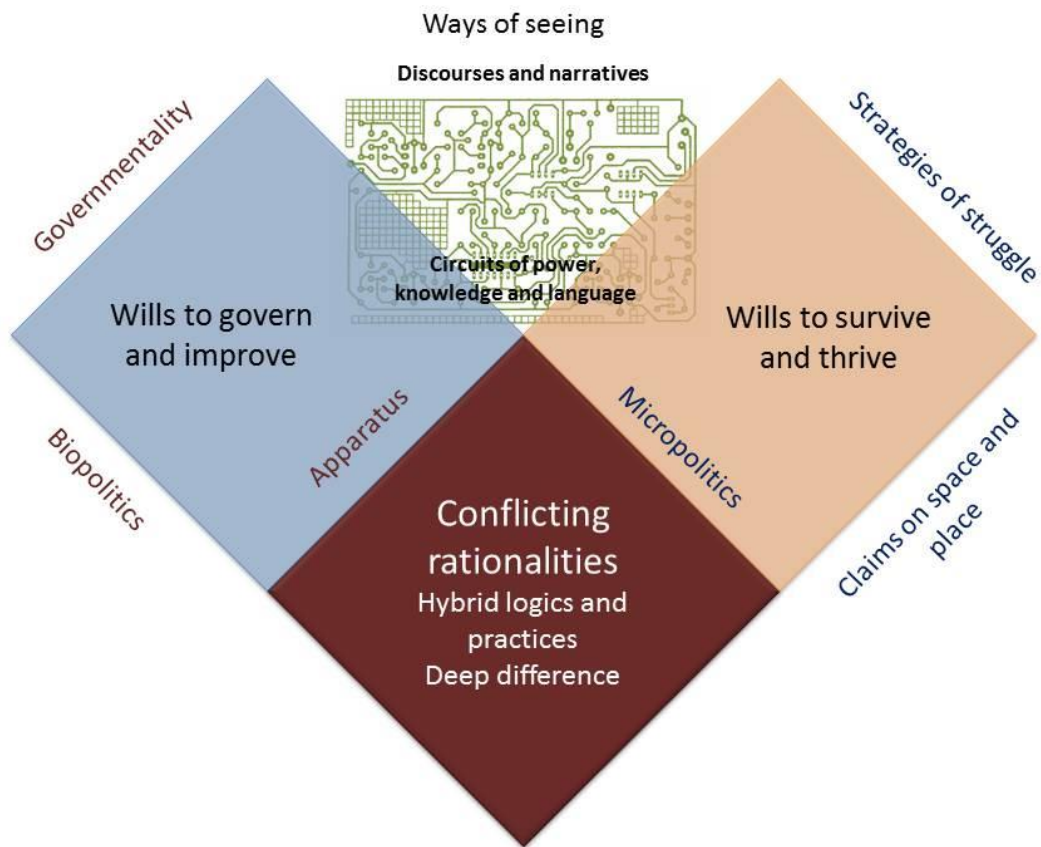 Ways of seeing
Discourses and narratives
Governmentality
Strategies of struggle
Circuits of power,
knowledge and language
Wills to govern
and improve
Wills to survive
and thrive
Biopolitics
Apparatus
Micropolitics
Claims on space and
place
Conflicting
rationalities
Hybrid logics and
practices
Deep difference